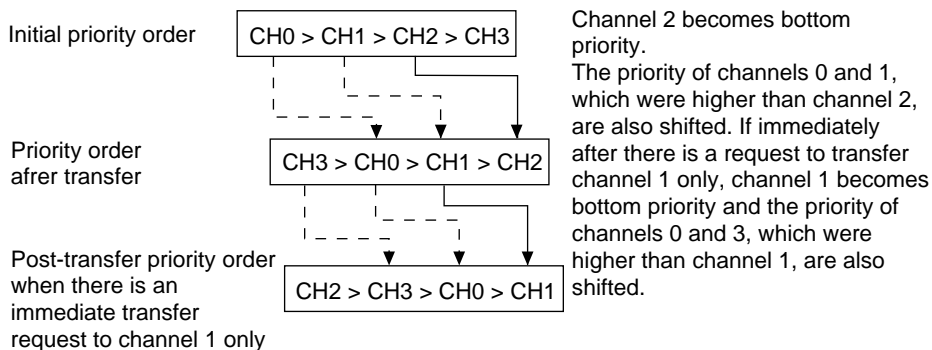 Initial priority order
CH0 > CH1 > CH2 > CH3
Priority order
afrer transfer
CH3 > CH0 > CH1 > CH2
Post-transfer priority order
when there is an
immediate transfer
request to channel 1 only
CH2 > CH3 > CH0 > CH1
Channel 2 becomes bottom
priority.
The priority of channels 0 and 1,
which were higher than channel 2,
are also shifted. If immediately
after there is a request to transfer
channel 1 only, channel 1 becomes
bottom priority and the priority of
channels 0 and 3, which were
higher than channel 1, are also
shifted.